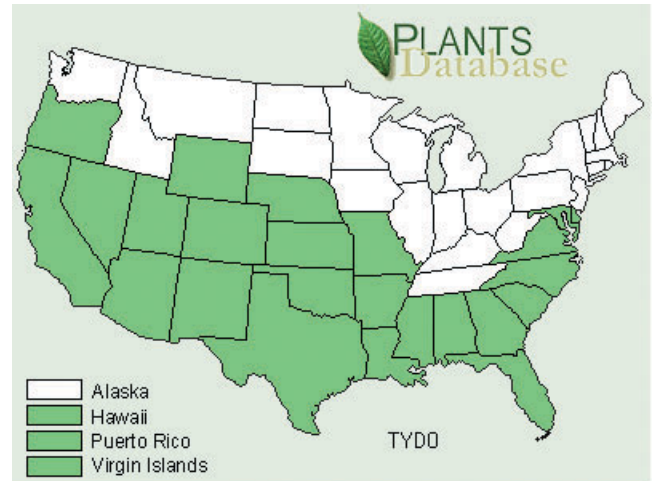 PLANTS
Database
Alaska
Hawaii
Puerto Rico
Virgin Islands
TYDO